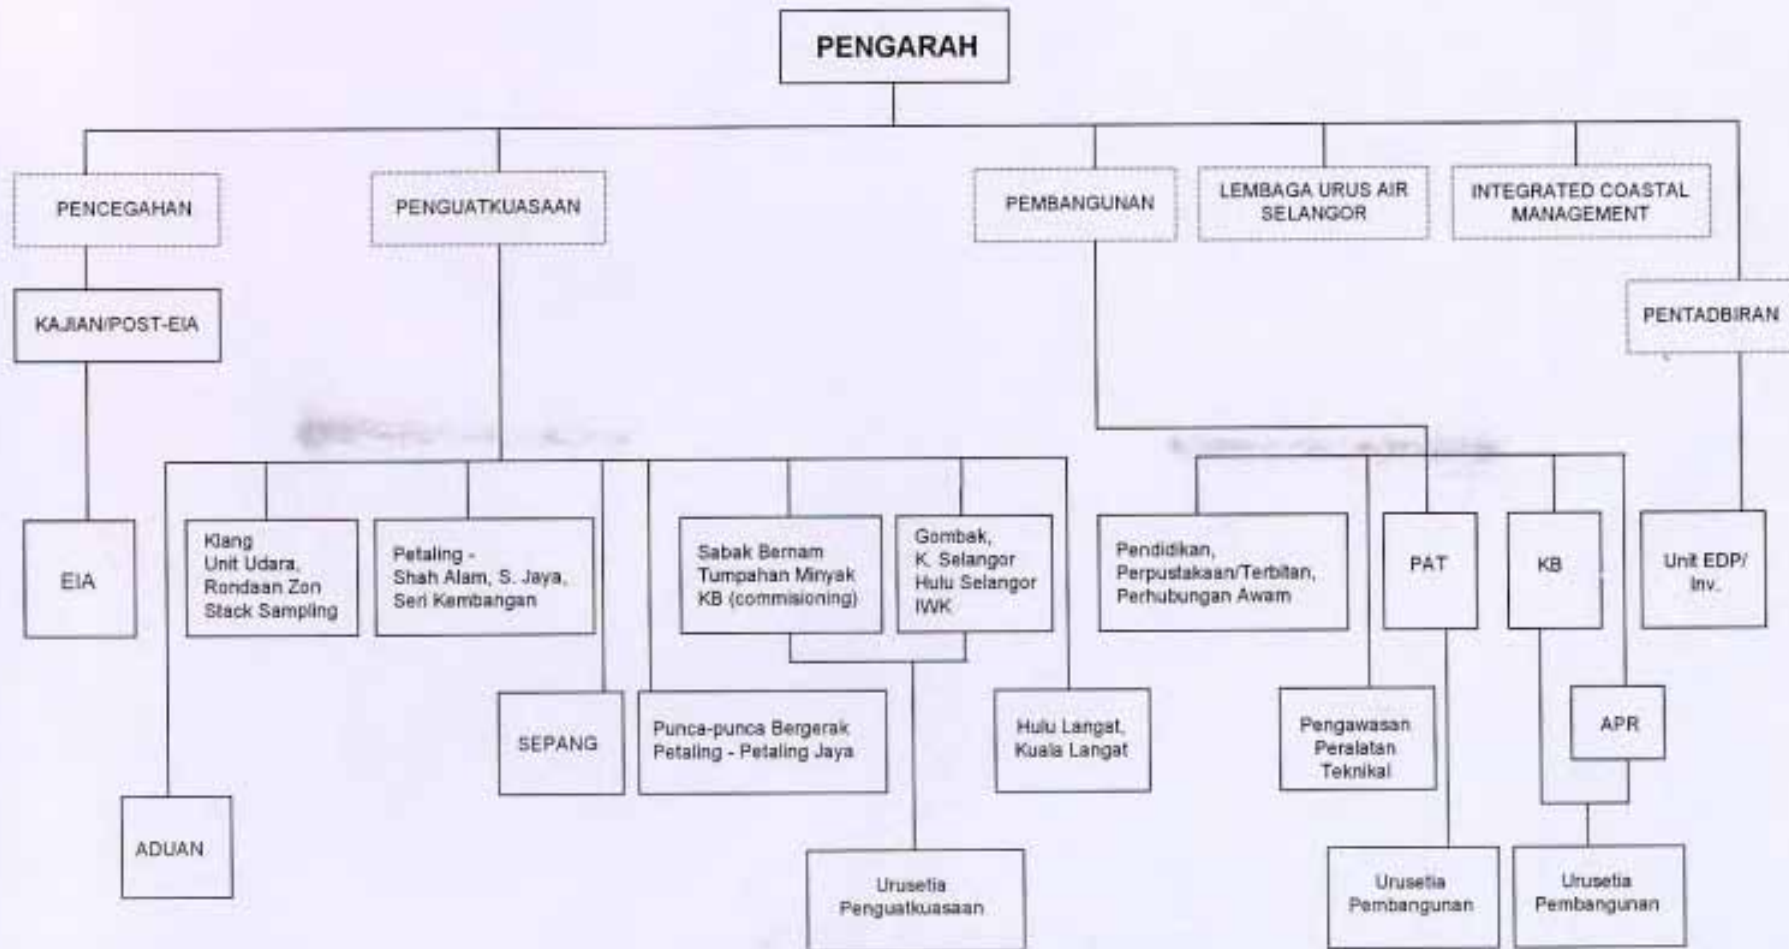 PENGARAH
PENCEGAHAN
PENGUATKUASAAN
PEMBANGUNAN
LEMBAGA URUS AIR
SELANGOR
INTEGRATED COASTAL
MANAGEMENT
PENTADBIRAN
KAJIAN/POST-EIA
EIA
Klang
Unit Udara,
Rondaan Zon
Stack Sampling
Petaling -
Shah Alam, S. Jaya,
Seri Kembangan
Sabak Bernam
Tumpahan Minyak
KB (commisioning)
Gombak,
K. Selangor
Hulu Selangor
IWK
Pendidikan,
Perpustakaan/Terbitan,
Perhubungan Awam
PAT
KB
Unit EDP/
Inv.
SEPANG
Punca-punca Bergerak
Petaling - Petaling Jaya
Hulu Langat,
Kuala Langat
Pengawasan
Peralatan
Teknikal
APR
ADUAN
Urusetia
Penguatkuasaan
Urusetia
Pembangunan
Urusetia
Pembangunan